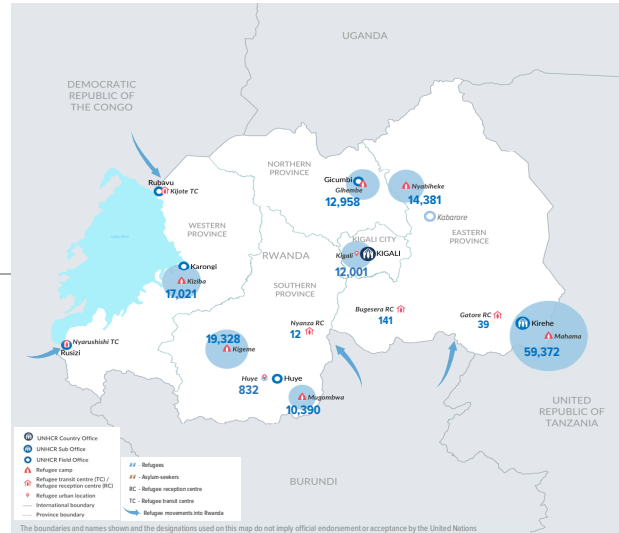 UGANDA
DEMOCRATIC
REPUBLIC OF
THE CONGO
NORTHERN
PROVINCE
Rubavu
Kijote TC
Gicumbi
Gihembe
12,958
Nyabiheke
14,381
Kabarore
WESTERN
PROVINCE
EASTERN
PROVINCE
KIGALI CITY
Kigali
KIGALI
12,001
RWANDA
Karongi
Kiziba
17,021
SOUTHERN
PROVINCE
Bugesera RC
141
Gatore RC
39
Kirehe
Mahama
59,372
Nyanza RC
12
19,328
Kigeme
Nyarushishi TC
Rusizi
Huye
832
Huye
Mugombwa
10,390
UNITED
REPUBLIC OF
TANZANIA
BURUNDI
UNHCR Country Office
UNHCR Sub Office
UNHCR Field Office
Refugee camp
Refugee transit centre (TC) /
Refugee reception centre (RC)
Refugee urban location
International boundary
Province boundary
## - Refugees
## - Asylum-seekers
RC - Refugee reception centre
TC - Refugee transit centre
- Refugee movements into Rwanda
The boundaries and names shown and the designations used on this map do not imply official endorsement or acceptance by the United Nations